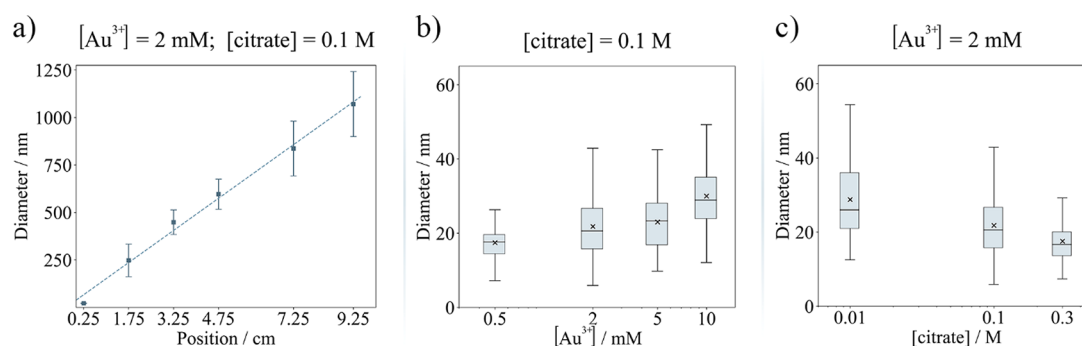 a)
[Au³⁺] = 2 mM; [citrate] = 0.1 M
1250
1000
750
500
250
0.25 1.75 3.25 4.75 7.25 9.25
Position / cm
Diameter / nm
b)
[citrate] = 0.1 M
60
40
20
0
0.5 2 5 10
[Au³⁺] / mM
Diameter / nm
c)
[Au³⁺] = 2 mM
60
40
20
0
0.01 0.1 0.3
[citrate] / M
Diameter / nm